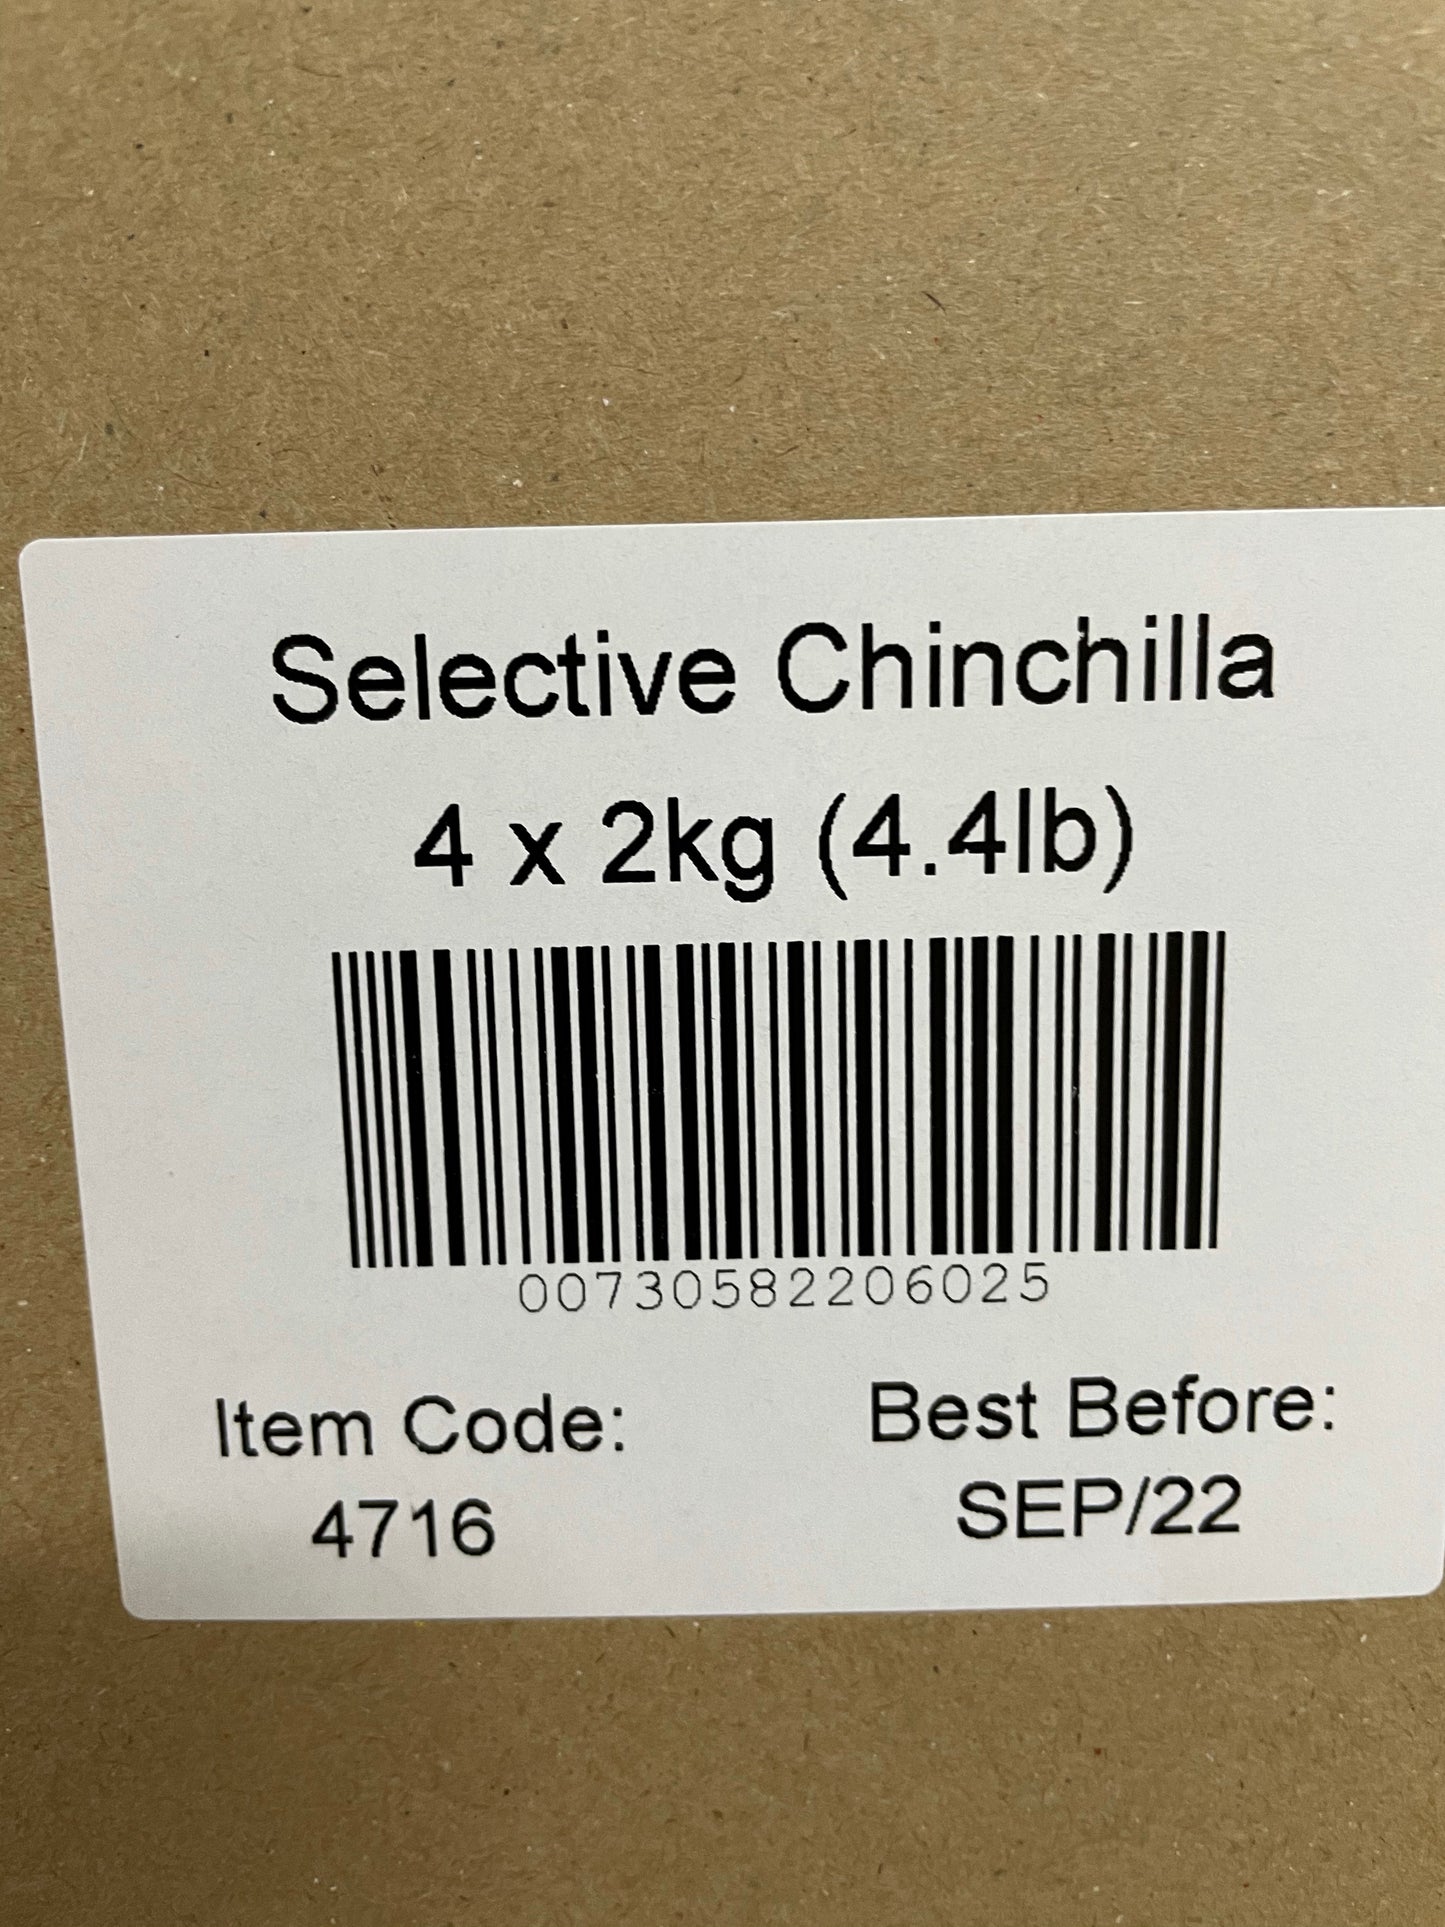 Selective Chinchilla
4 x 2kg (4.4lb)
00730582206025
Item Code:
4716
Best Before:
SEP/22